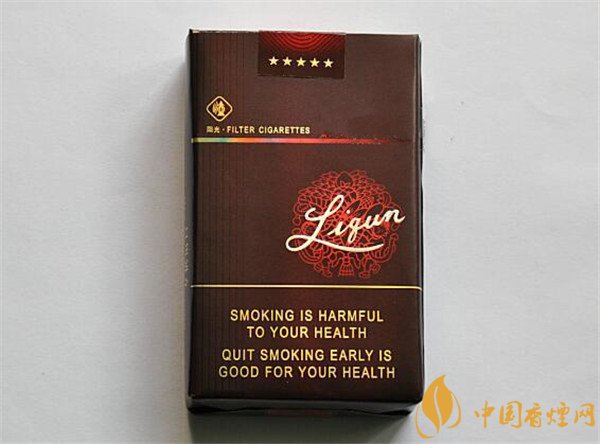 ★★★★★
阳光·FILTER CIGARETTES
Liqun
SMOKING IS HARMFUL
TO YOUR HEALTH
QUIT SMOKING EARLY IS
GOOD FOR YOUR HEALTH
中国香烟网